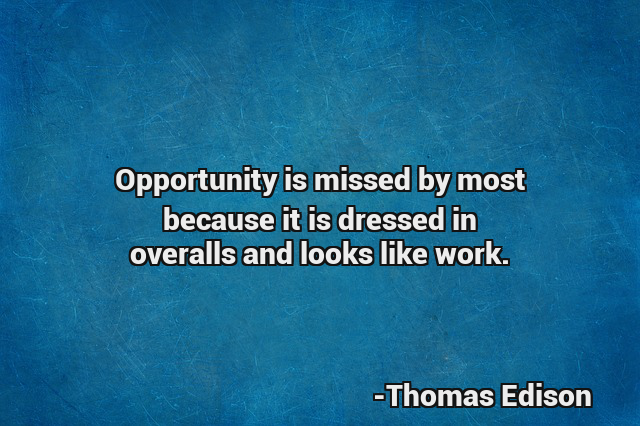 Opportunity is missed by most
because it is dressed in
overalls and looks like work.
-Thomas Edison